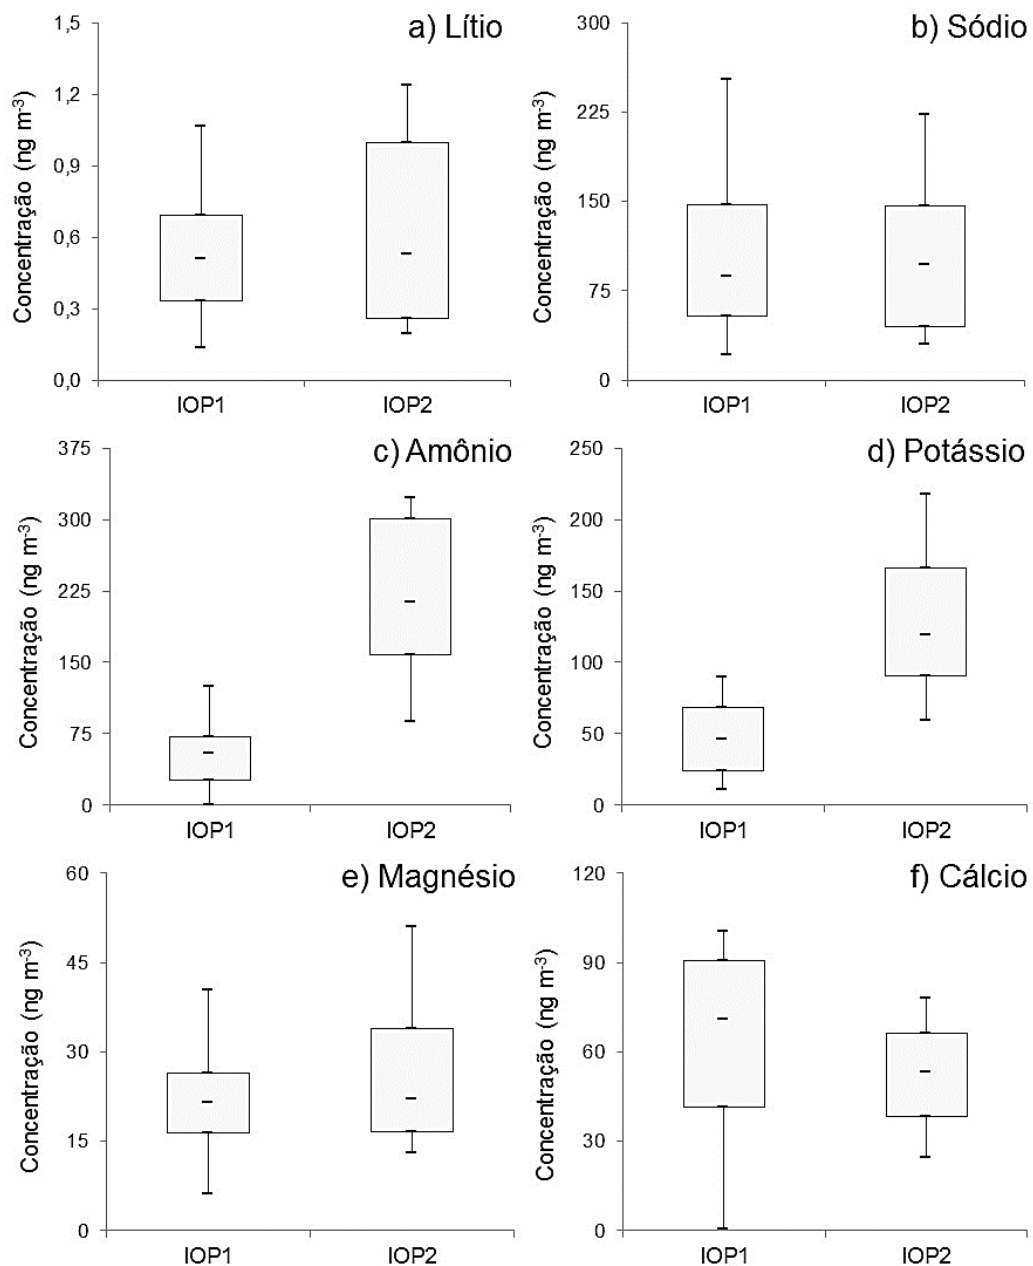 a) Lítio
Concentração (ng m⁻³)
1,5
1,2
0,9
0,6
0,3
0,0
IOP1 IOP2
b) Sódio
Concentração (ng m⁻³)
300
225
150
75
0
IOP1 IOP2
c) Amônio
Concentração (ng m⁻³)
375
300
225
150
75
0
IOP1 IOP2
d) Potássio
Concentração (ng m⁻³)
250
200
150
100
50
0
IOP1 IOP2
e) Magnésio
Concentração (ng m⁻³)
60
45
30
15
0
IOP1 IOP2
f) Cálcio
Concentração (ng m⁻³)
120
90
60
30
0
IOP1 IOP2